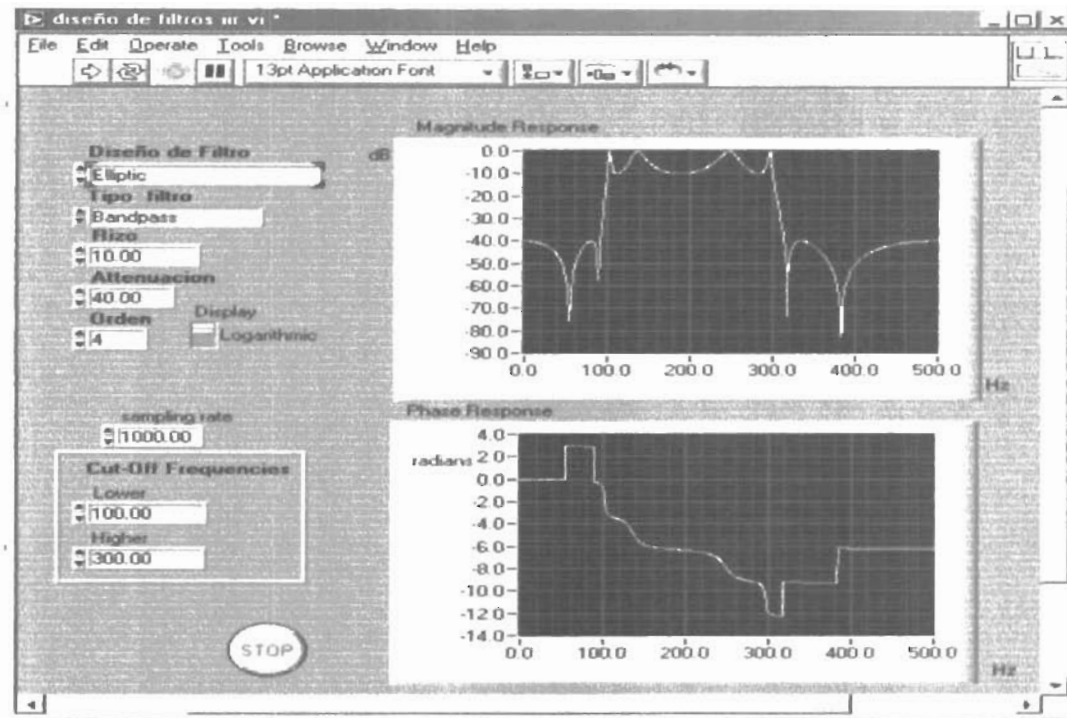 diseño de filtros iir vi *
File Edit Operate Tools Browse Window Help
13pt Application Font
Diseño de Filtro
Elliptic
Tipo filtro
Bandpass
Rizo
10.00
Attenuacion
40.00
Orden
4
Display
Logarithmic
sampling rate
1000.00
Cut-Off Frequencies
Lower
100.00
Higher
300.00
STOP
Magnitude Response
dB
0.0
-10.0
-20.0
-30.0
-40.0
-50.0
-60.0
-70.0
-80.0
-90.0
0.0 100.0 200.0 300.0 400.0 500.0
Hz
Phase Response
radians
4.0
2.0
0.0
-2.0
-4.0
-6.0
-8.0
-10.0
-12.0
-14.0
0.0 100.0 200.0 300.0 400.0 500.0
Hz